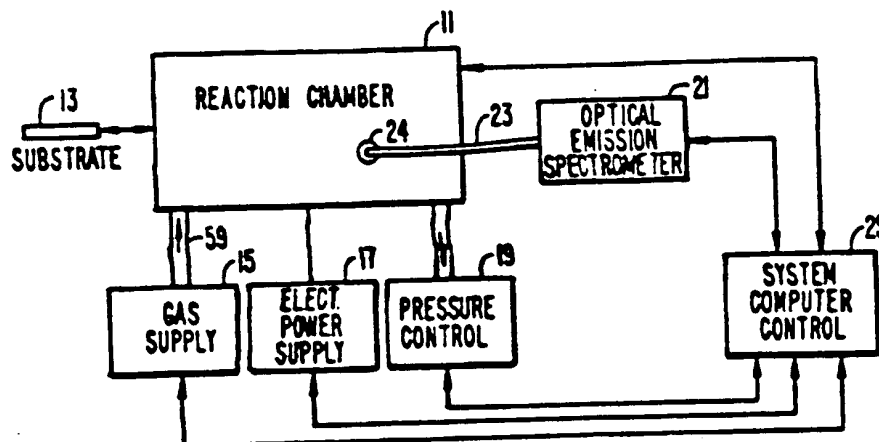 11
REACTION CHAMBER
13
SUBSTRATE
24
23
21
OPTICAL
EMISSION
SPECTROMETER
59
15
GAS
SUPPLY
17
ELECT.
POWER
SUPPLY
19
PRESSURE
CONTROL
SYSTEM
COMPUTER
CONTROL